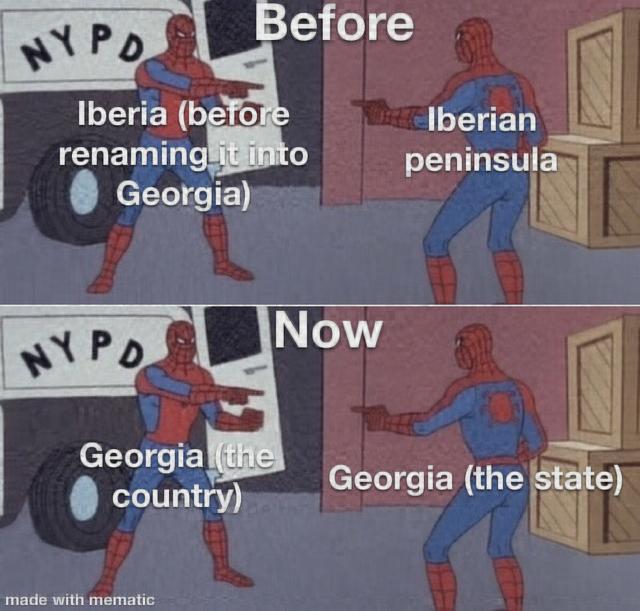 Before
NYPD
Iberia (before
renaming it into
Georgia)
Iberian
peninsula
Now
NYPD
Georgia (the
country)
Georgia (the state)
made with mematic